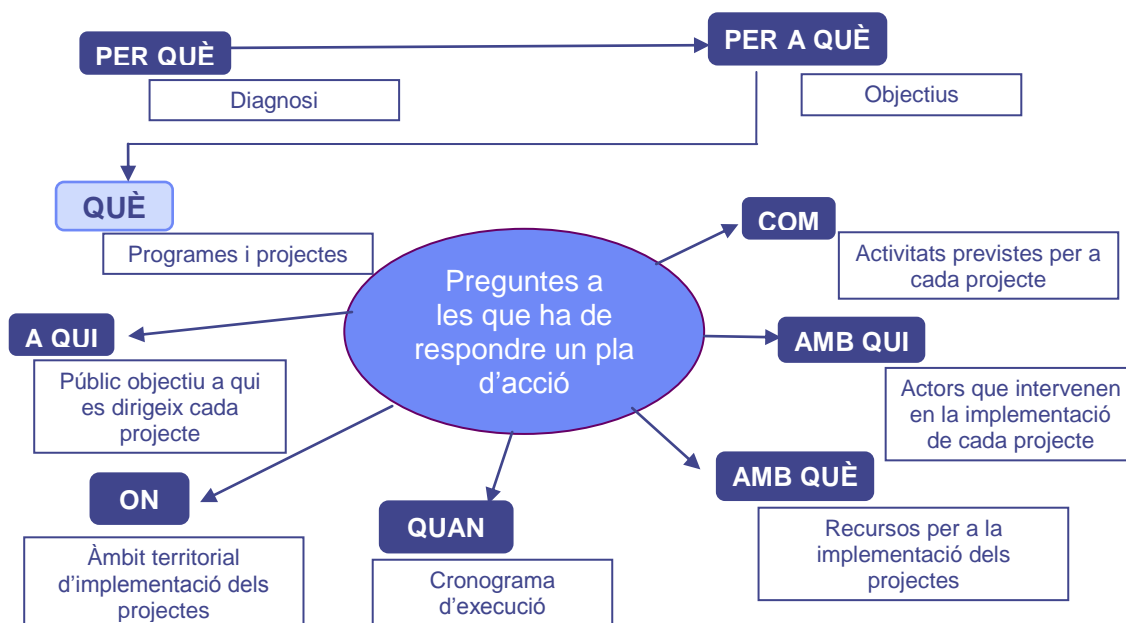 PER QUÈ
Diagnosi
PER A QUÈ
Objectius
QUÈ
Programes i projectes
Preguntes a
les que ha de
respondre un pla
d’acció
COM
Activitats previstes per a
cada projecte
AMB QUI
Actors que intervenen
en la implementació
de cada projecte
AMB QUÈ
Recursos per a la
implementació dels
projectes
QUAN
Cronograma
d’execució
ON
Àmbit territorial
d’implementació dels
projectes
A QUI
Públic objectiu a qui
es dirigeix cada
projecte